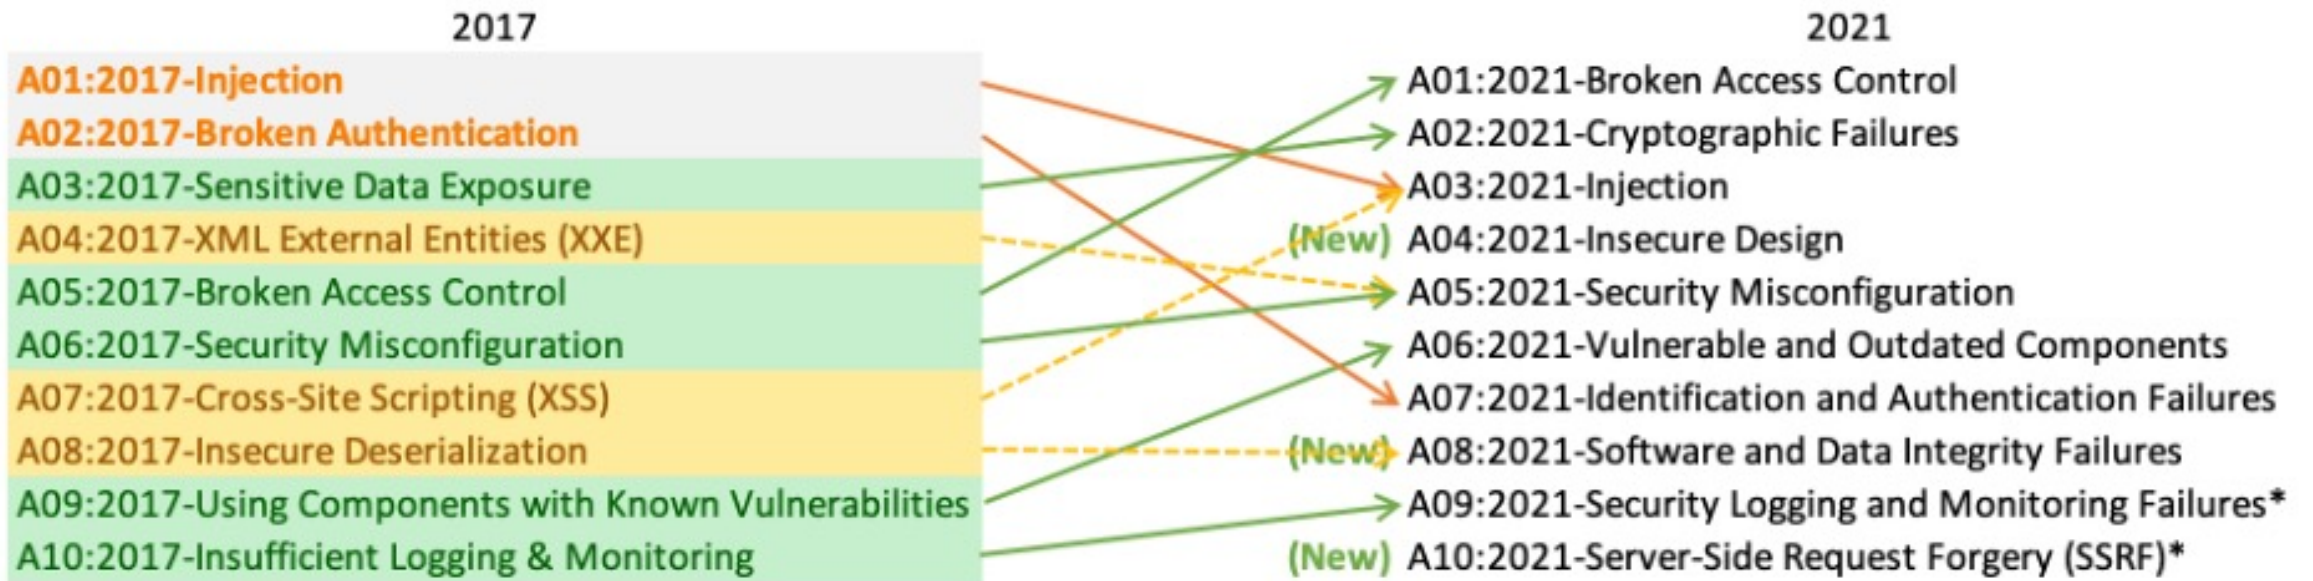 2017
A01:2017-Injection
A02:2017-Broken Authentication
A03:2017-Sensitive Data Exposure
A04:2017-XML External Entities (XXE)
A05:2017-Broken Access Control
A06:2017-Security Misconfiguration
A07:2017-Cross-Site Scripting (XSS)
A08:2017-Insecure Deserialization
A09:2017-Using Components with Known Vulnerabilities
A10:2017-Insufficient Logging & Monitoring
2021
A01:2021-Broken Access Control
A02:2021-Cryptographic Failures
A03:2021-Injection
(New) A04:2021-Insecure Design
A05:2021-Security Misconfiguration
A06:2021-Vulnerable and Outdated Components
A07:2021-Identification and Authentication Failures
(New) A08:2021-Software and Data Integrity Failures
A09:2021-Security Logging and Monitoring Failures*
(New) A10:2021-Server-Side Request Forgery (SSRF)*